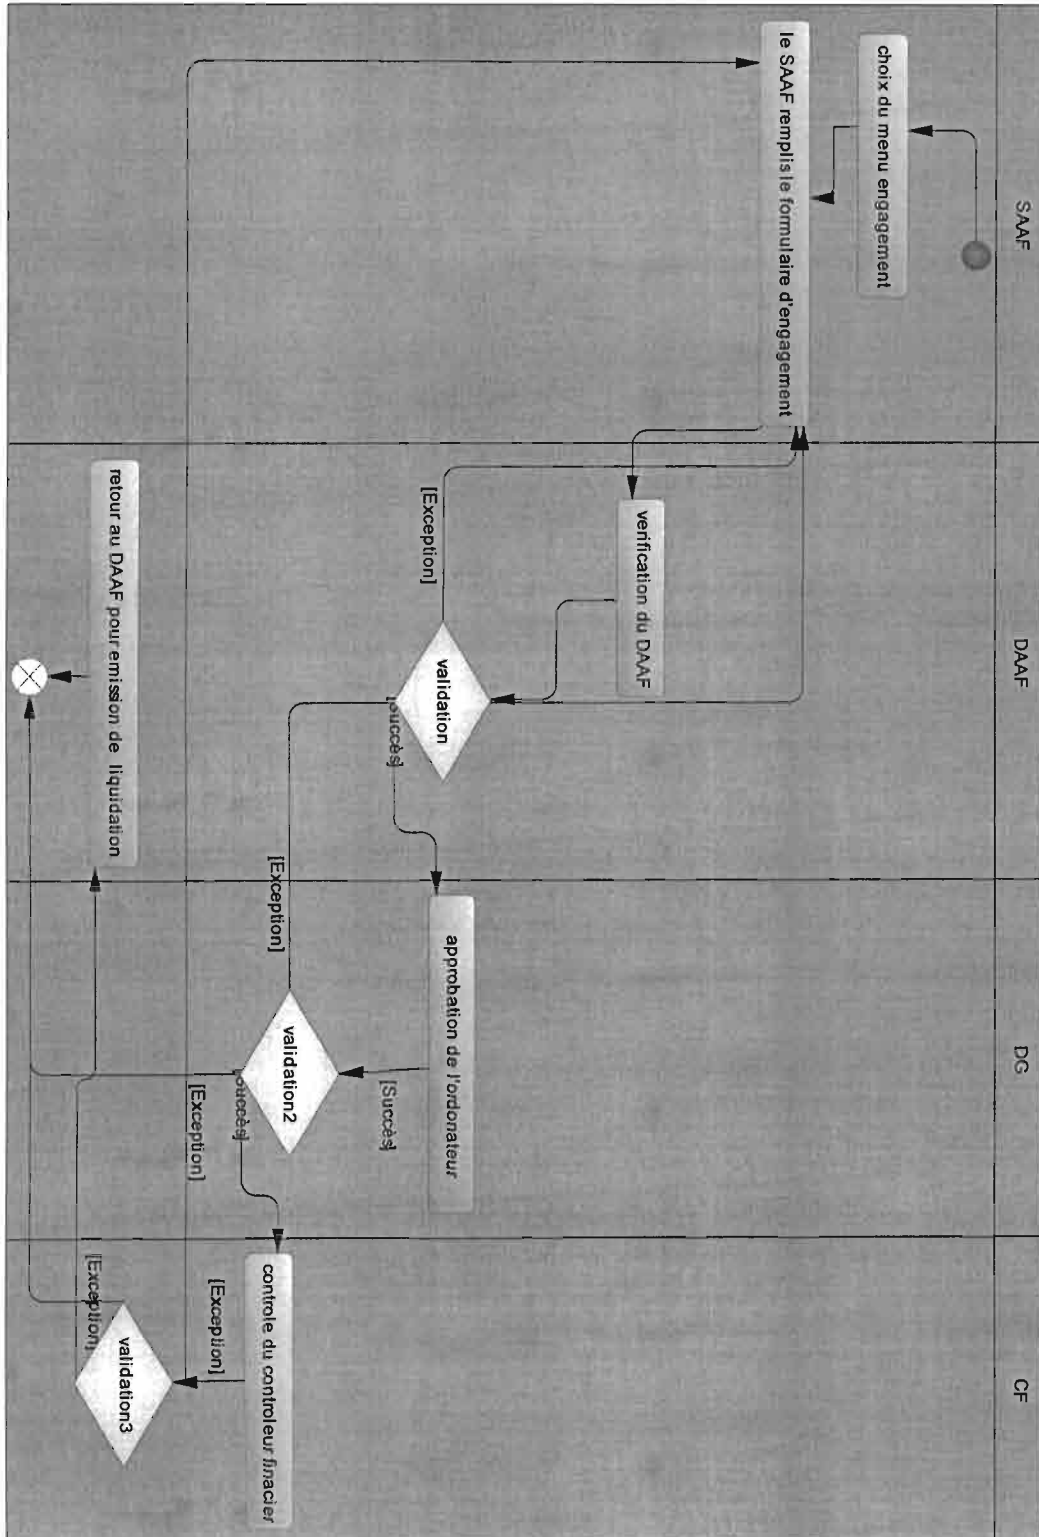 SAAF
DAAF
DG
CF
choix du menu engagement
le SAAF remplis le formulaire d'engagement
verification du DAAF
validation
[Exception]
[Succès]
approbation de l'ordonateur
[Succès]
validation2
[Exception]
[Succès]
[Exception]
controle du controleur finacier
[Exception]
validation3
[Exception]
retour au DAAF pour emission de liquidation